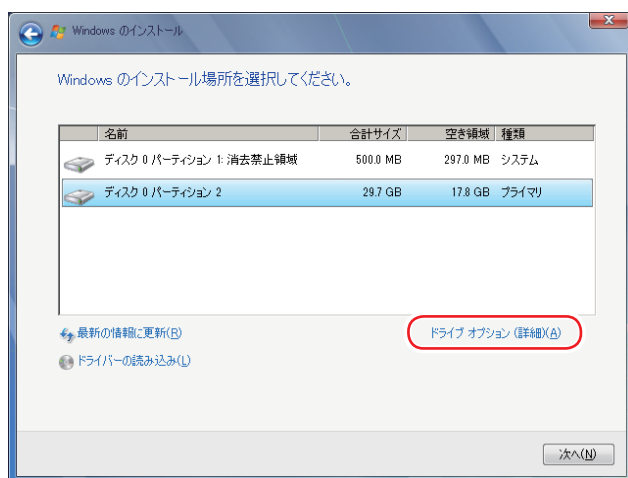 Windows のインストール
Windows のインストール場所を選択してください。
名前 合計サイズ 空き領域 種類
ディスク 0 パーティション 1: 消去禁止領域 500.0 MB 297.0 MB システム
ディスク 0 パーティション 2 29.7 GB 17.8 GB プライマリ
最新の情報に更新(R) ドライブ オプション (詳細)(A)
ドライバーの読み込み(L)
次へ(N)